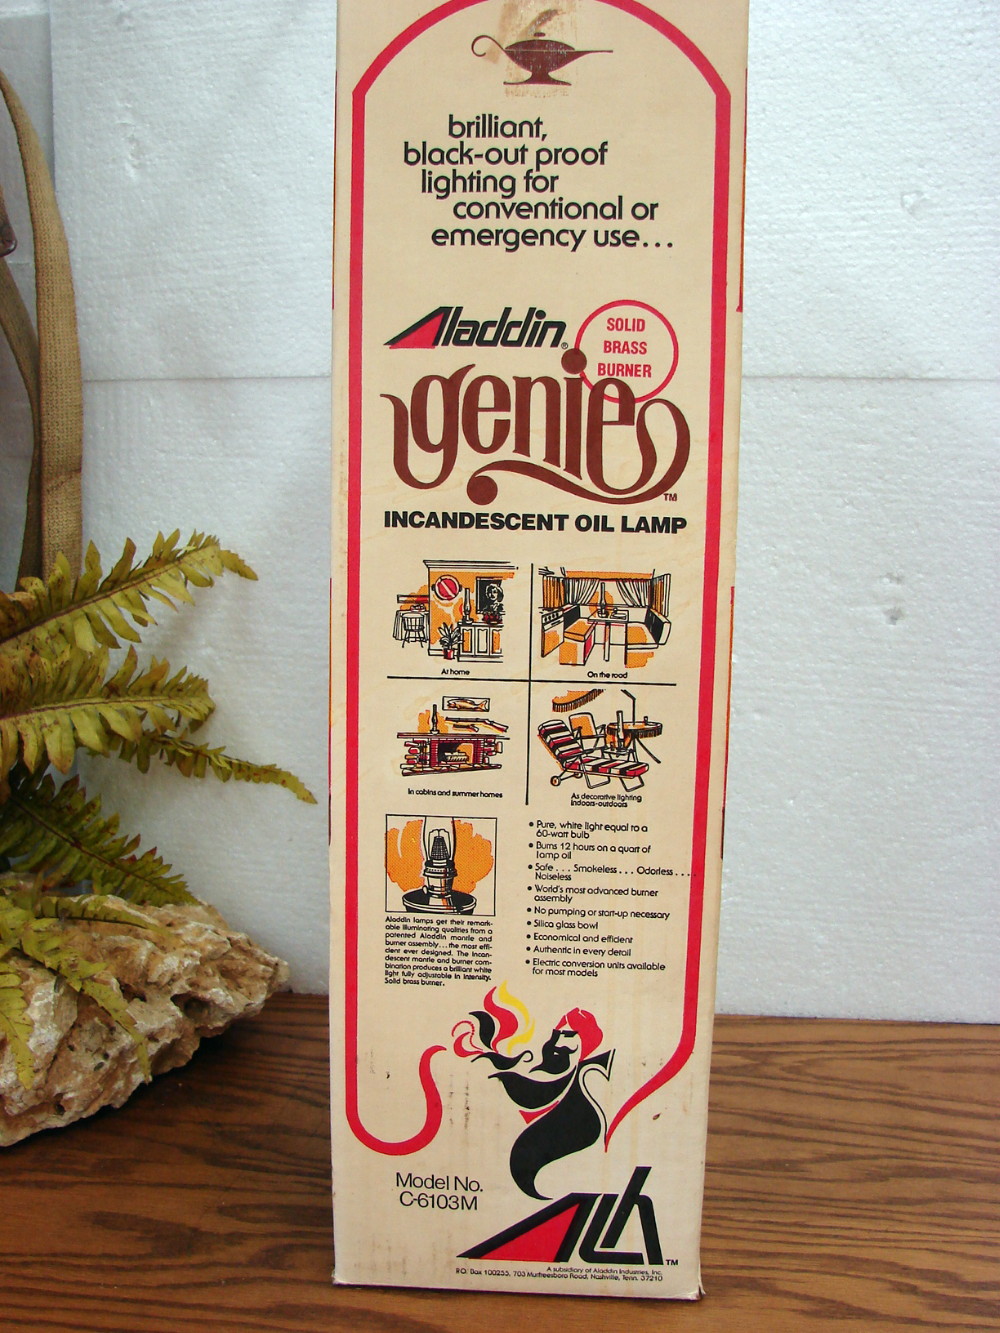 brilliant,
black-out proof
lighting for
conventional or
emergency use...
Aladdin®
SOLID
BRASS
BURNER
genie™
INCANDESCENT OIL LAMP
At home
On the road
In cabins and summer homes
As decorative lighting
indoors-outdoors
Aladdin lamps get their remark-
able illuminating qualities from a
patented Aladdin mantle and
burner assembly...the most effi-
cient ever designed. The incan-
descent mantle and burner com-
bination produces a brilliant white
light fully adjustable in intensity.
Solid brass burner.
• Pure, white light equal to a
60-watt bulb
• Burns 12 hours on a quart of
lamp oil
• Safe... Smokeless... Odorless....
Noiseless
• World's most advanced burner
assembly
• No pumping or start-up necessary
• Silica glass bowl
• Economical and efficient
• Authentic in every detail
• Electric conversion units available
for most models
Model No.
C-6103M
ALh™
A subsidiary of Aladdin Industries, Inc.
P.O. Box 100255, 703 Murfreesboro Road, Nashville, Tenn. 37210